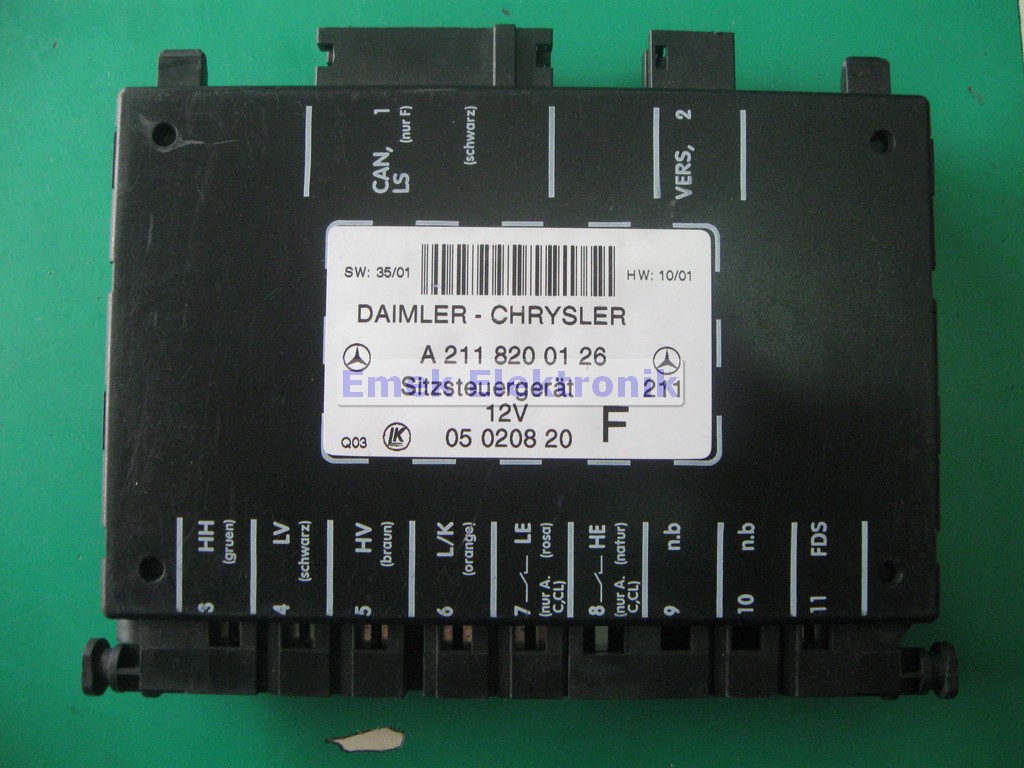 CAN, 1
LS (nur F)
(schwarz)
VERS, 2
SW: 35/01
HW: 10/01
DAIMLER - CHRYSLER
A 211 820 01 26
Emek Elektronik
Sitzsteuergerät 211
12V
F
Q03 LK 05 0208 20
3 HH
(gruen)
4 LV
(schwarz)
5 HV
(braun)
6 L/K
(orange)
7 LE
(nur A. (rosa)
C,CL)
8 HE
(nur A. (natur)
C,CL)
9 n.b
10 n.b
11 FDS